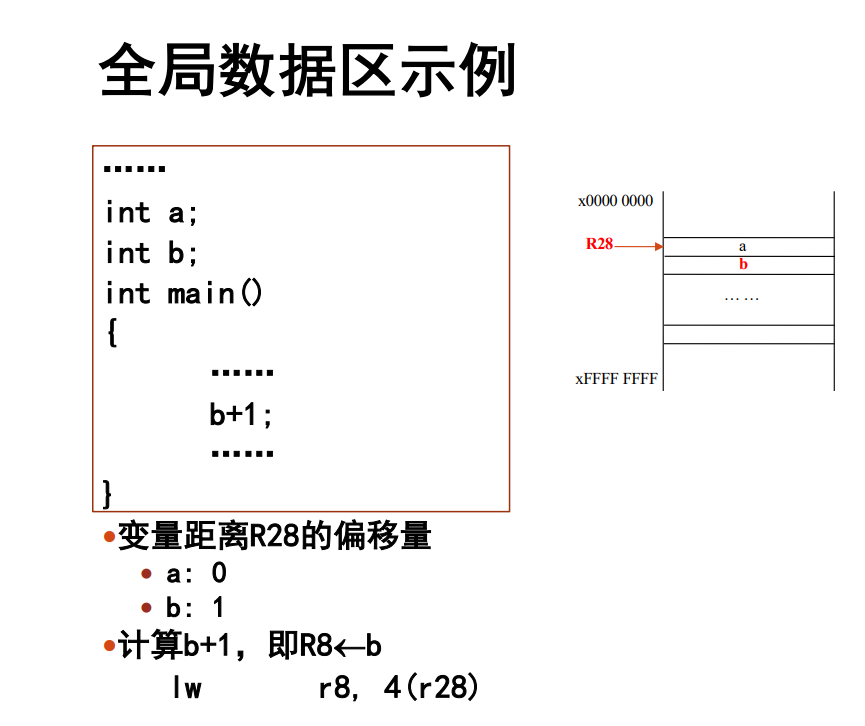 全局数据区示例
……
int a;
int b;
int main()
{
……
b+1;
……
}
x0000 0000
R28
a
b
… …
xFFFF FFFF
•变量距离R28的偏移量
• a: 0
• b: 1
•计算b+1，即R8←b
lw r8, 4(r28)